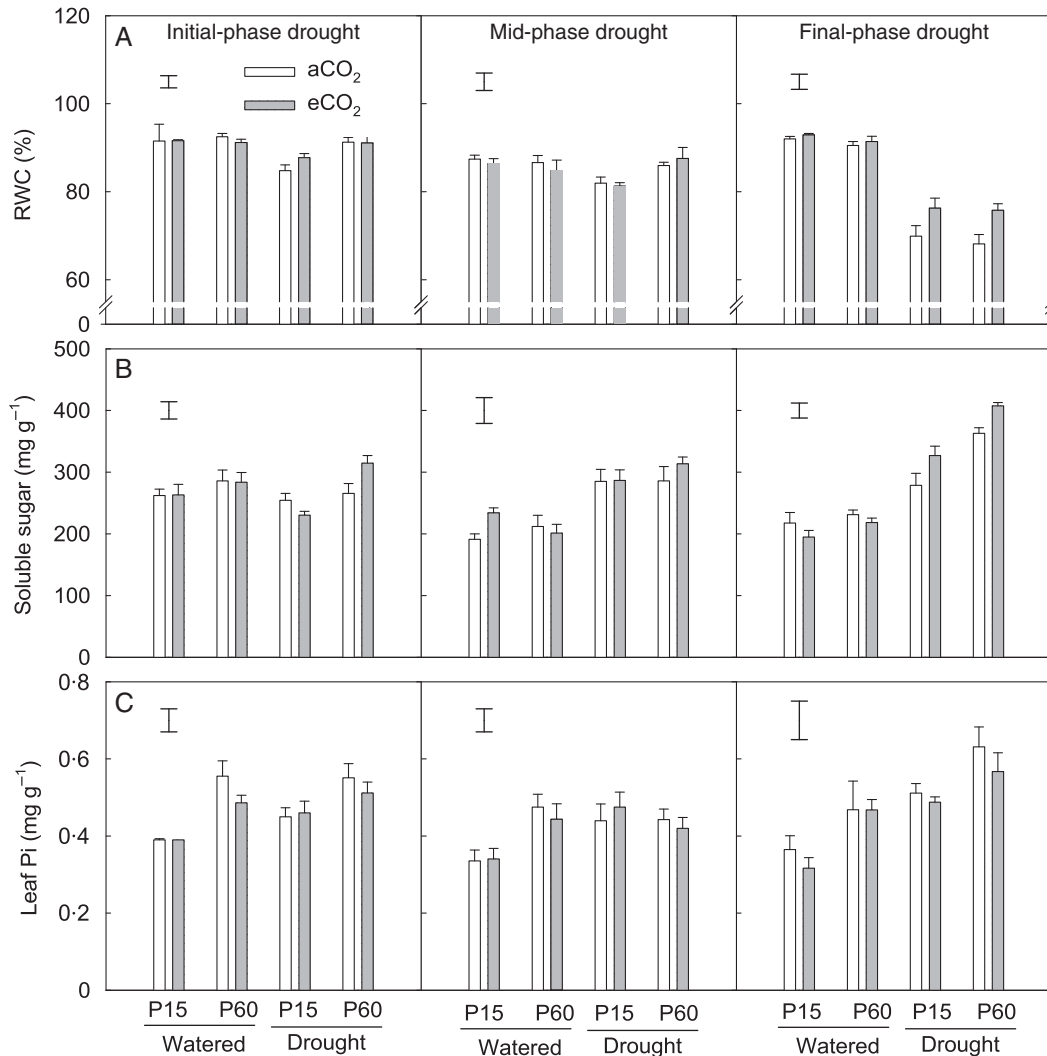 A
Initial-phase drought
Mid-phase drought
Final-phase drought
aCO₂
eCO₂
RWC (%)
120
100
80
60
0
B
Soluble sugar (mg g⁻¹)
500
400
300
200
100
0
C
Leaf Pi (mg g⁻¹)
0·8
0·6
0·4
0·2
0
P15 P60 P15 P60 P15 P60 P15 P60 P15 P60 P15 P60
Watered Drought Watered Drought Watered Drought